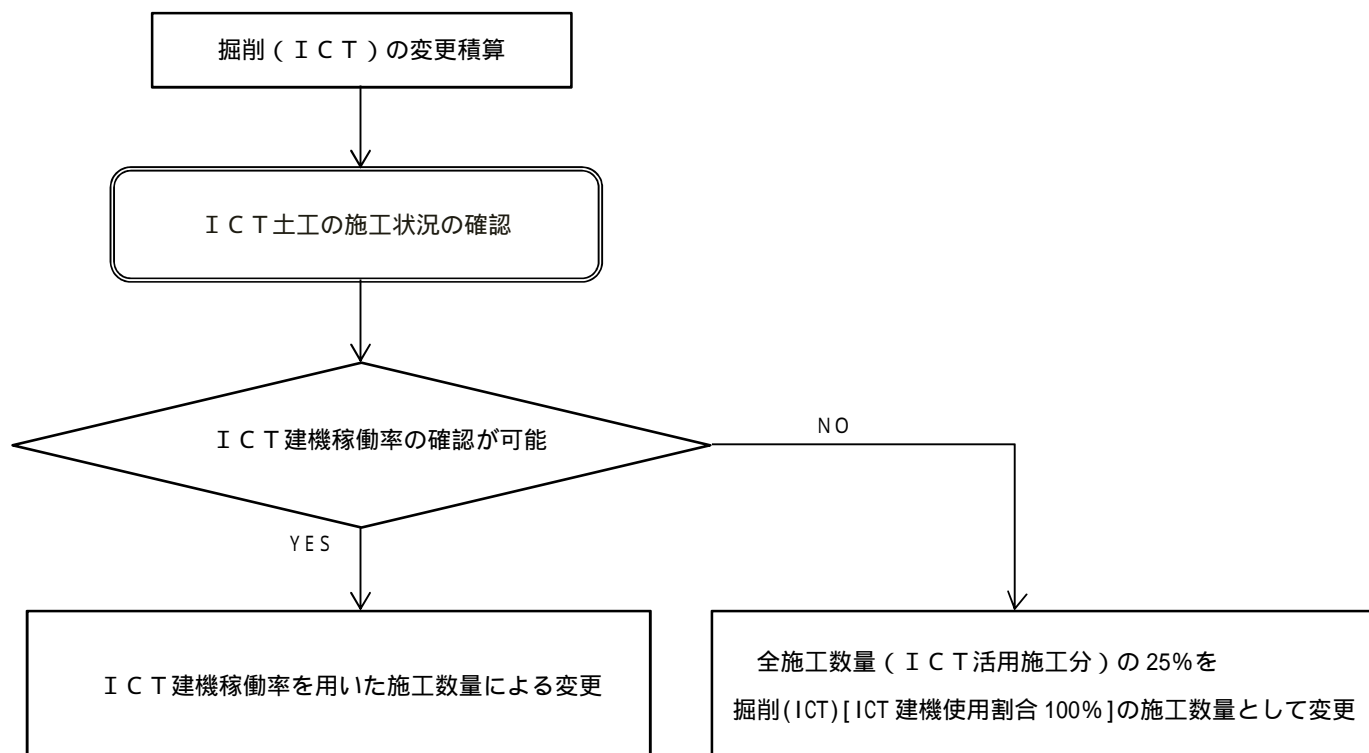 掘削（ＩＣＴ）の変更積算
ＩＣＴ土工の施工状況の確認
ＩＣＴ建機稼働率の確認が可能
NO
YES
ＩＣＴ建機稼働率を用いた施工数量による変更
全施工数量（ＩＣＴ活用施工分）の 25%を
掘削(ICT)[ICT 建機使用割合 100%]の施工数量として変更